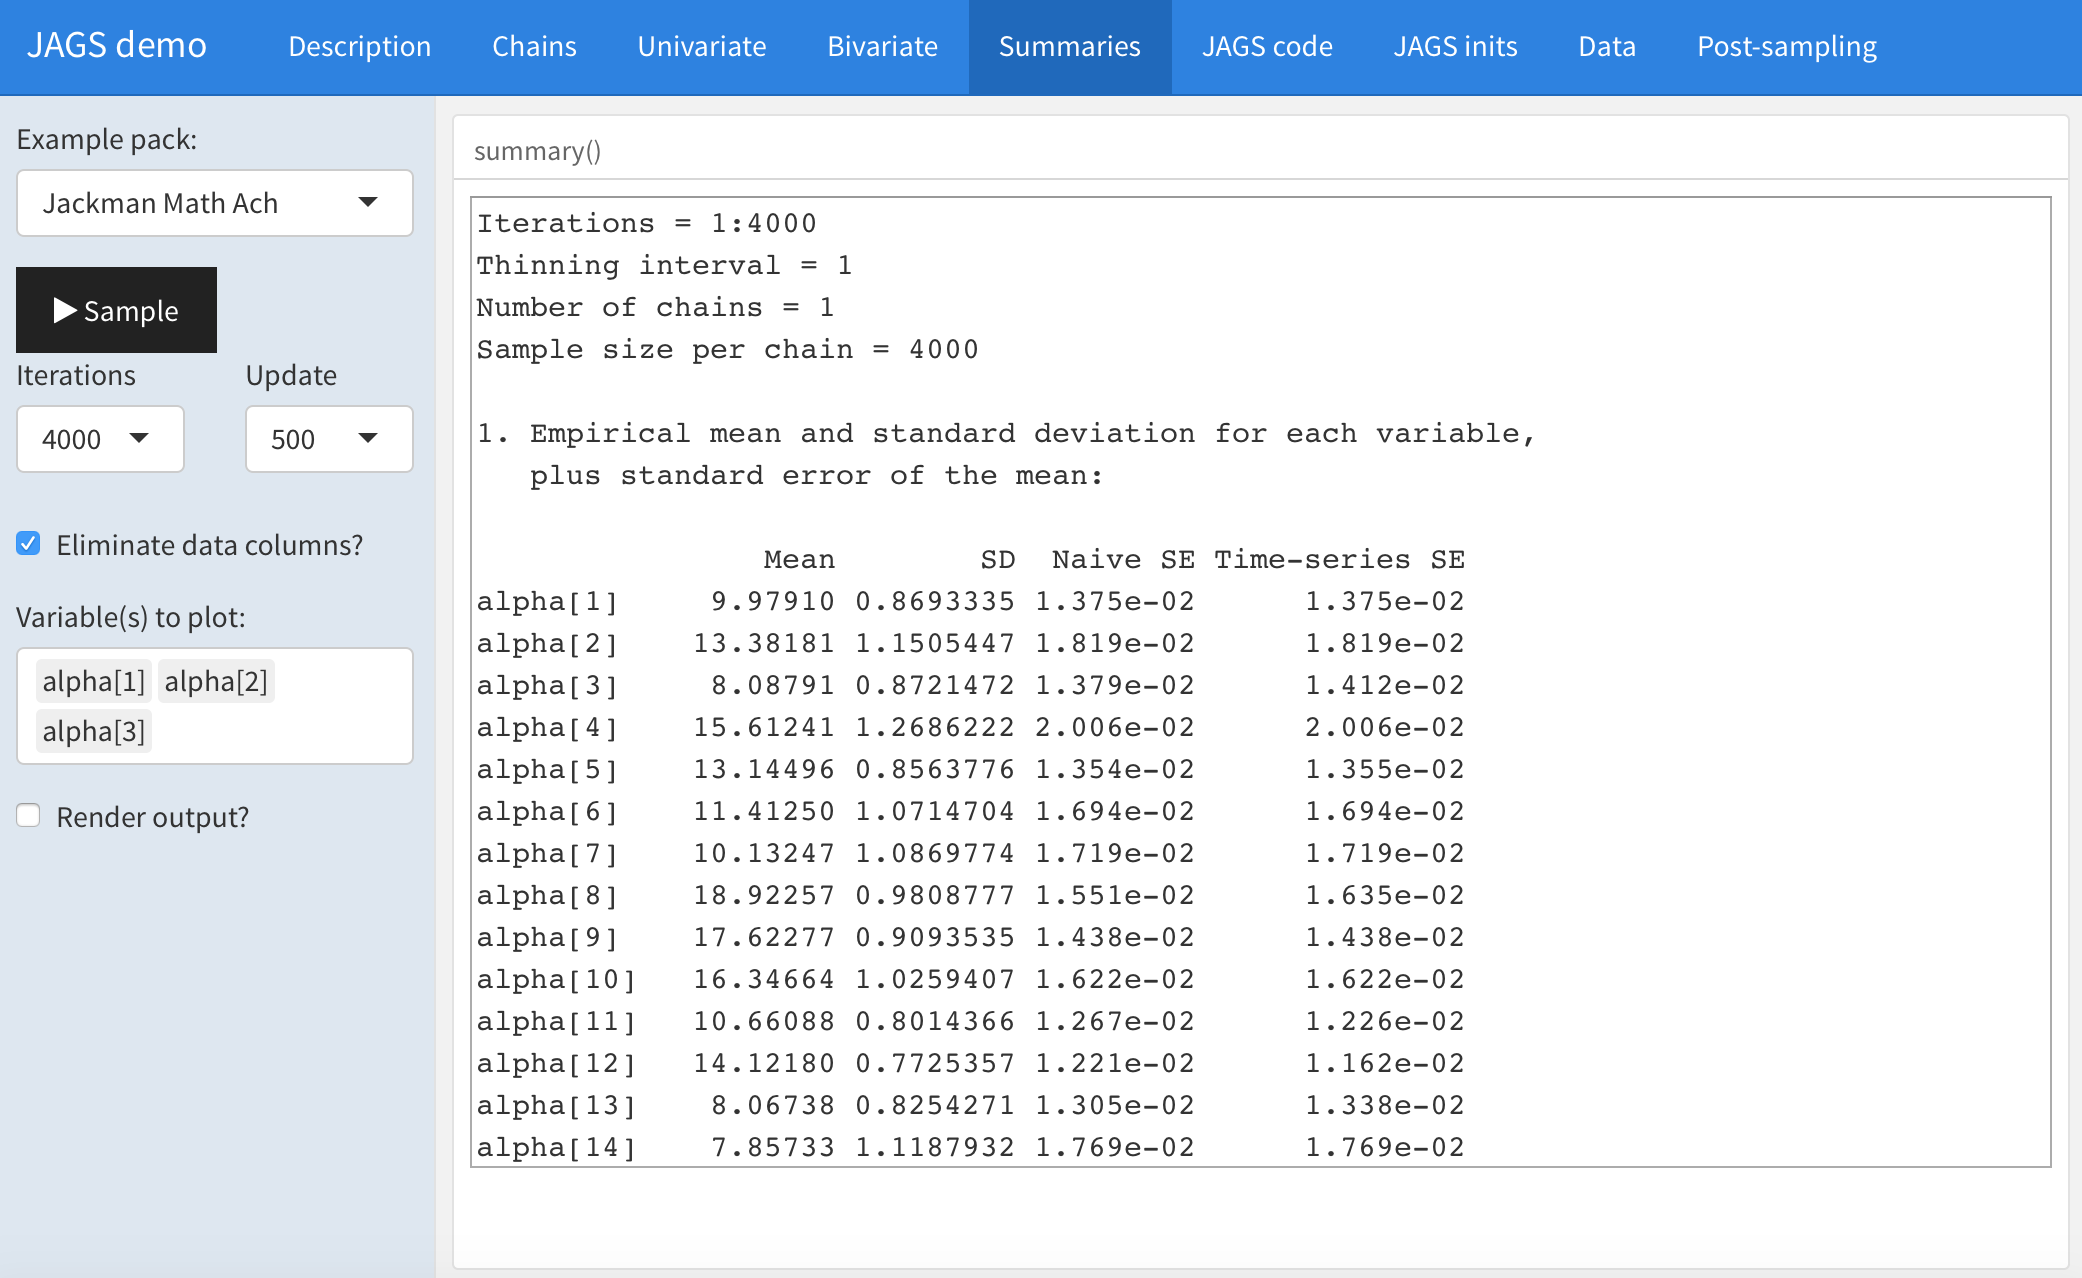 JAGS demo Description Chains Univariate Bivariate Summaries JAGS code JAGS inits Data Post-sampling
Example pack:
Jackman Math Ach
Sample
Iterations Update
4000 500
Eliminate data columns?
Variable(s) to plot:
alpha[1] alpha[2]
alpha[3]
Render output?
summary()
Iterations = 1:4000
Thinning interval = 1
Number of chains = 1
Sample size per chain = 4000
1. Empirical mean and standard deviation for each variable,
plus standard error of the mean:
Mean SD Naive SE Time-series SE
alpha[1] 9.97910 0.8693335 1.375e-02 1.375e-02
alpha[2] 13.38181 1.1505447 1.819e-02 1.819e-02
alpha[3] 8.08791 0.8721472 1.379e-02 1.412e-02
alpha[4] 15.61241 1.2686222 2.006e-02 2.006e-02
alpha[5] 13.14496 0.8563776 1.354e-02 1.355e-02
alpha[6] 11.41250 1.0714704 1.694e-02 1.694e-02
alpha[7] 10.13247 1.0869774 1.719e-02 1.719e-02
alpha[8] 18.92257 0.9808777 1.551e-02 1.635e-02
alpha[9] 17.62277 0.9093535 1.438e-02 1.438e-02
alpha[10] 16.34664 1.0259407 1.622e-02 1.622e-02
alpha[11] 10.66088 0.8014366 1.267e-02 1.226e-02
alpha[12] 14.12180 0.7725357 1.221e-02 1.162e-02
alpha[13] 8.06738 0.8254271 1.305e-02 1.338e-02
alpha[14] 7.85733 1.1187932 1.769e-02 1.769e-02